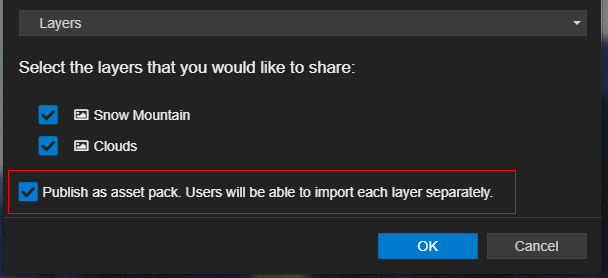 Layers
Select the layers that you would like to share:
Snow Mountain
Clouds
Publish as asset pack. Users will be able to import each layer separately.
OK Cancel